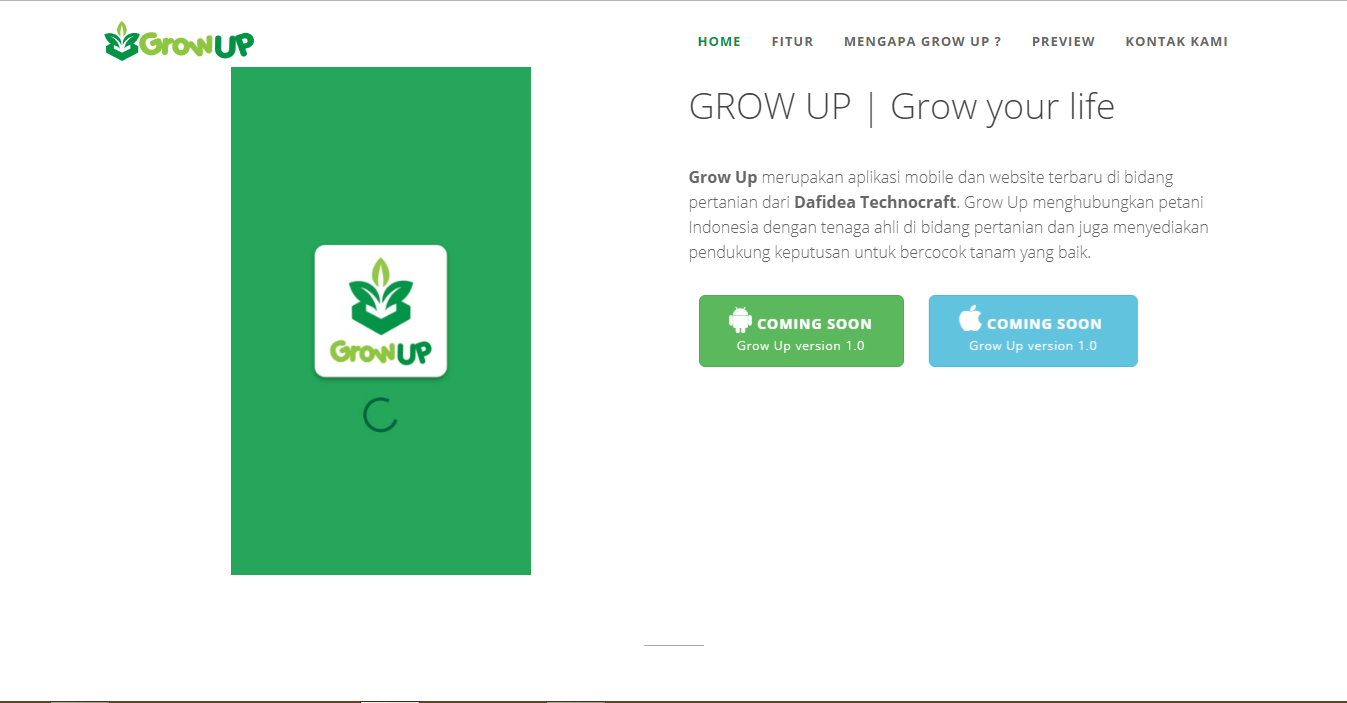 GrowUP
HOME FITUR MENGAPA GROW UP ? PREVIEW KONTAK KAMI
GrowUP
GROW UP | Grow your life
Grow Up merupakan aplikasi mobile dan website terbaru di bidang
pertanian dari Dafidea Technocraft. Grow Up menghubungkan petani
Indonesia dengan tenaga ahli di bidang pertanian dan juga menyediakan
pendukung keputusan untuk bercocok tanam yang baik.
COMING SOON
Grow Up version 1.0
COMING SOON
Grow Up version 1.0